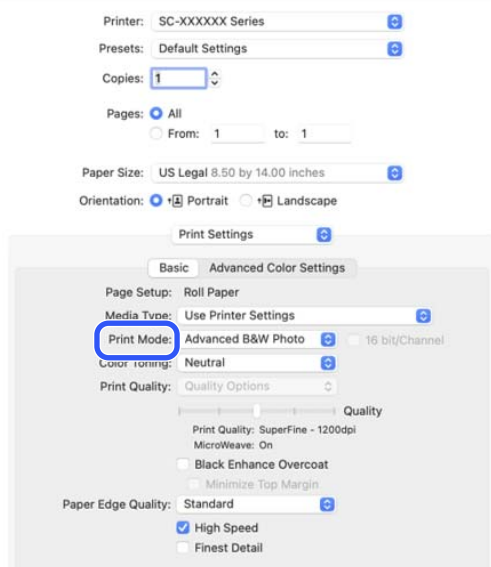 Printer: SC-XXXXXX Series
Presets: Default Settings
Copies: 1
Pages: All
From: 1 to: 1
Paper Size: US Legal 8.50 by 14.00 inches
Orientation: Portrait Landscape
Print Settings
Basic Advanced Color Settings
Page Setup: Roll Paper
Media Type: Use Printer Settings
Print Mode: Advanced B&W Photo 16 bit/Channel
Color Toning: Neutral
Print Quality: Quality Options
Quality
Print Quality: SuperFine - 1200dpi
MicroWeave: On
Black Enhance Overcoat
Minimize Top Margin
Paper Edge Quality: Standard
High Speed
Finest Detail